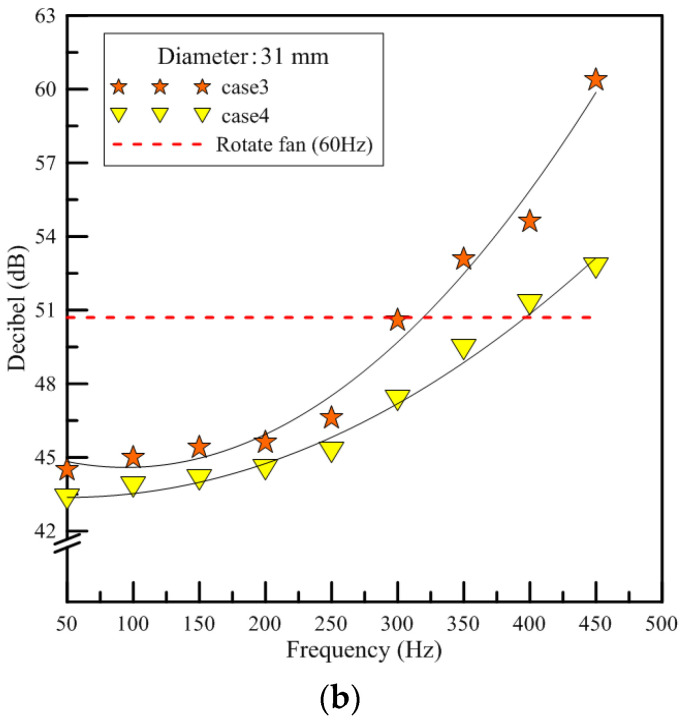 63
60
57
54
51
48
45
42
Decibel (dB)
Diameter: 31 mm
case3
case4
Rotate fan (60Hz)
50 100 150 200 250 300 350 400 450 500
Frequency (Hz)
(b)